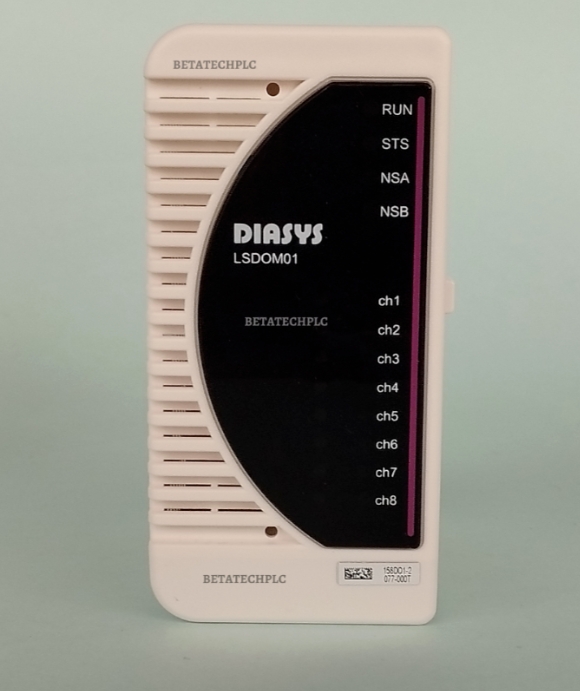 BETATECHPLC
RUN
STS
NSA
NSB
DIASYS
LSDOM01
ch1
BETATECHPLC
ch2
ch3
ch4
ch5
ch6
ch7
ch8
BETATECHPLC